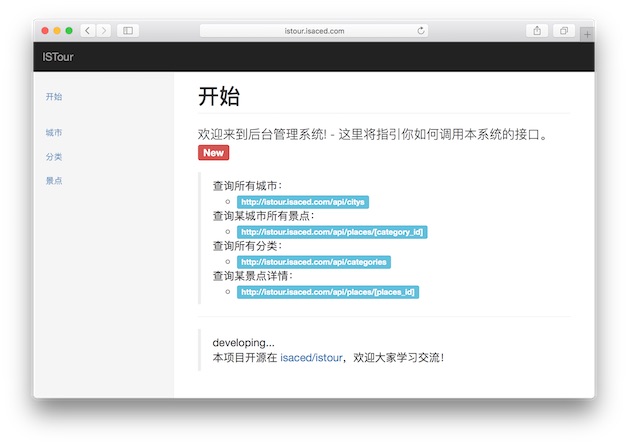 istour.isaced.com
ISTour
开始
城市
分类
景点
开始
欢迎来到后台管理系统! - 这里将指引你如何调用本系统的接口。
New
查询所有城市：
http://istour.isaced.com/api/citys
查询某城市所有景点：
http://istour.isaced.com/api/places/[category_id]
查询所有分类：
http://istour.isaced.com/api/categories
查询某景点详情：
http://istour.isaced.com/api/places/[places_id]
developing...
本项目开源在 isaced/istour，欢迎大家学习交流！